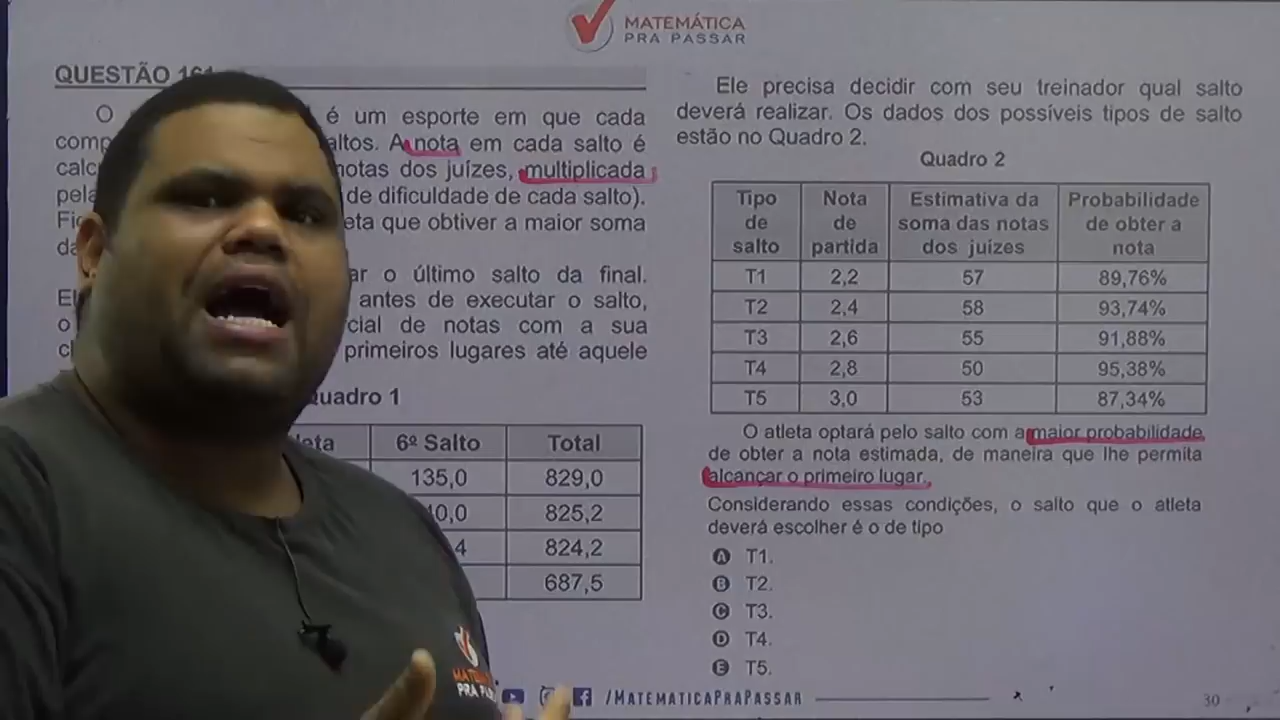 MATEMÁTICA
PRA PASSAR
QUESTÃO 161
O é um esporte em que cada
altos. A nota em cada salto é
notas dos juízes, multiplicada
pela de dificuldade de cada salto).
eta que obtiver a maior soma
ar o último salto da final.
antes de executar o salto,
o cial de notas com a sua
primeiros lugares até aquele
Quadro 1
leta 6º Salto Total
135,0 829,0
40,0 825,2
4 824,2
687,5
Ele precisa decidir com seu treinador qual salto
deverá realizar. Os dados dos possíveis tipos de salto
estão no Quadro 2.
Quadro 2
Tipo de salto Nota de partida Estimativa da soma das notas dos juízes Probabilidade de obter a nota
T1 2,2 57 89,76%
T2 2,4 58 93,74%
T3 2,6 55 91,88%
T4 2,8 50 95,38%
T5 3,0 53 87,34%
O atleta optará pelo salto com a maior probabilidade
de obter a nota estimada, de maneira que lhe permita
alcançar o primeiro lugar.
Considerando essas condições, o salto que o atleta
deverá escolher é o de tipo
A T1.
B T2.
C T3.
D T4.
E T5.
/MATEMATICAPRAPASSAR
30